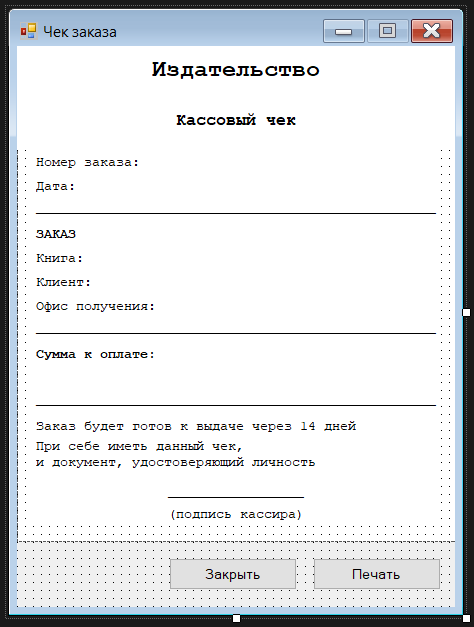 Чек заказа
Издательство
Кассовый чек
Номер заказа:
Дата:
ЗАКАЗ
Книга:
Клиент:
Офис получения:
Сумма к оплате:
Заказ будет готов к выдаче через 14 дней
При себе иметь данный чек,
и документ, удостоверяющий личность
(подпись кассира)
Закрыть
Печать